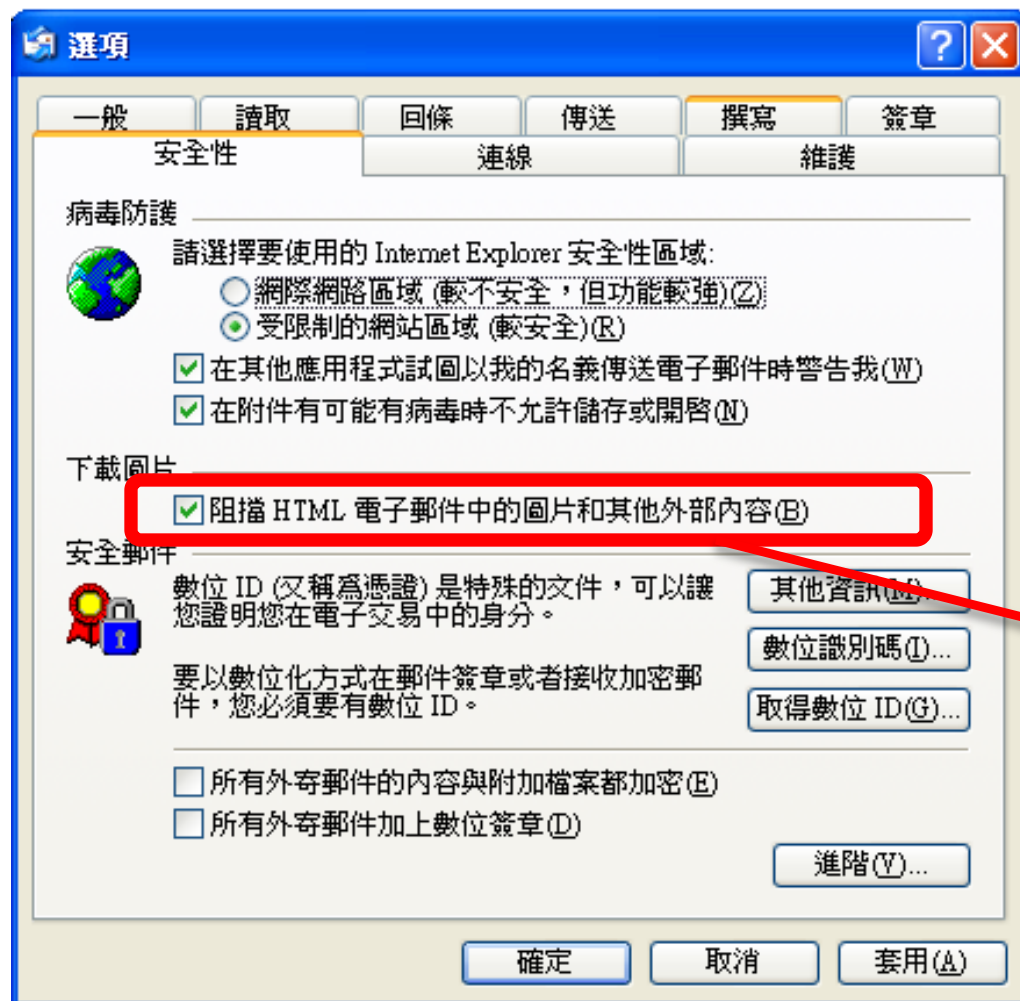 選項
一般 讀取 回條 傳送 撰寫 簽章
安全性 連線 維護
病毒防護
請選擇要使用的 Internet Explorer 安全性區域:
網際網路區域 (較不安全，但功能較強)(Z)
受限制的網站區域 (較安全)(R)
在其他應用程式試圖以我的名義傳送電子郵件時警告我(W)
在附件有可能有病毒時不允許儲存或開啓(N)
下載圖片
阻擋 HTML 電子郵件中的圖片和其他外部內容(B)
安全郵件
數位 ID (又稱爲憑證) 是特殊的文件，可以讓
您證明您在電子交易中的身分。
其他資訊(M)...
數位識別碼(I)...
要以數位化方式在郵件簽章或者接收加密郵
件，您必須要有數位 ID。
取得數位 ID(G)...
所有外寄郵件的內容與附加檔案都加密(E)
所有外寄郵件加上數位簽章(D)
進階(V)...
確定 取消 套用(A)